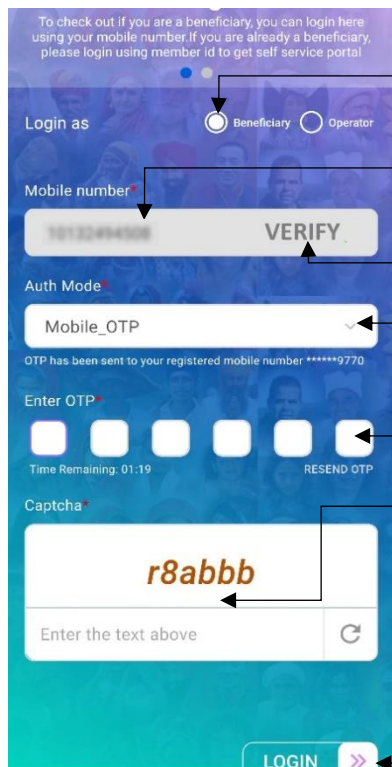 To check out if you are a beneficiary, you can login here
using your mobile number.If you are already a beneficiary,
please login using member id to get self service portal
Login as Beneficiary Operator
Mobile number*
VERIFY
Auth Mode*
Mobile_OTP
OTP has been sent to your registered mobile number ******9770
Enter OTP*
Time Remaining: 01:19 RESEND OTP
Captcha*
r8abbb
Enter the text above
LOGIN